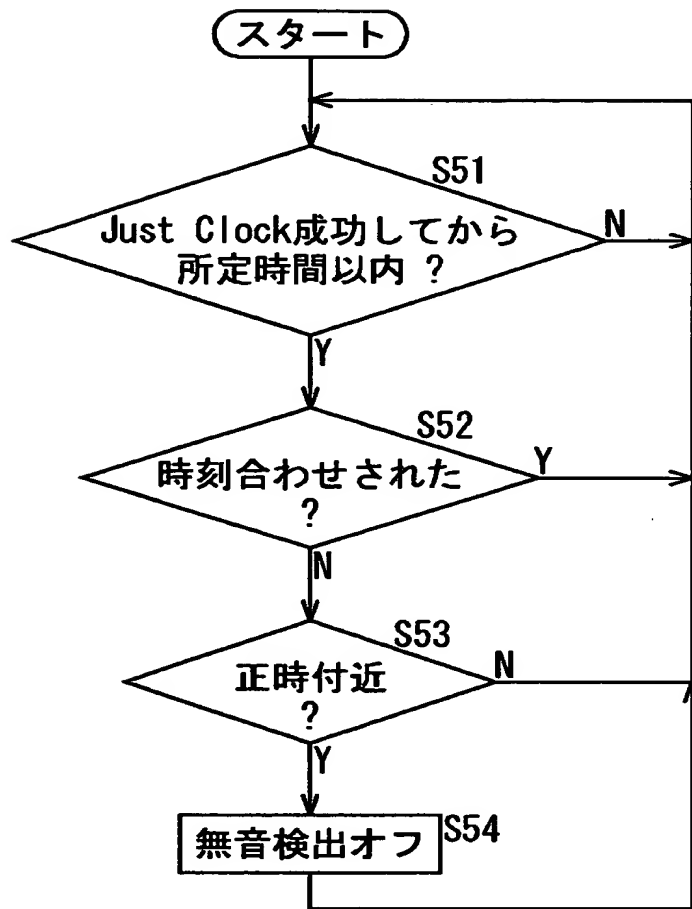 スタート
S51
Just Clock成功してから
所定時間以内 ?
N
Y
S52
時刻合わせされた
?
Y
N
S53
正時付近
?
N
Y
無音検出オフ
S54